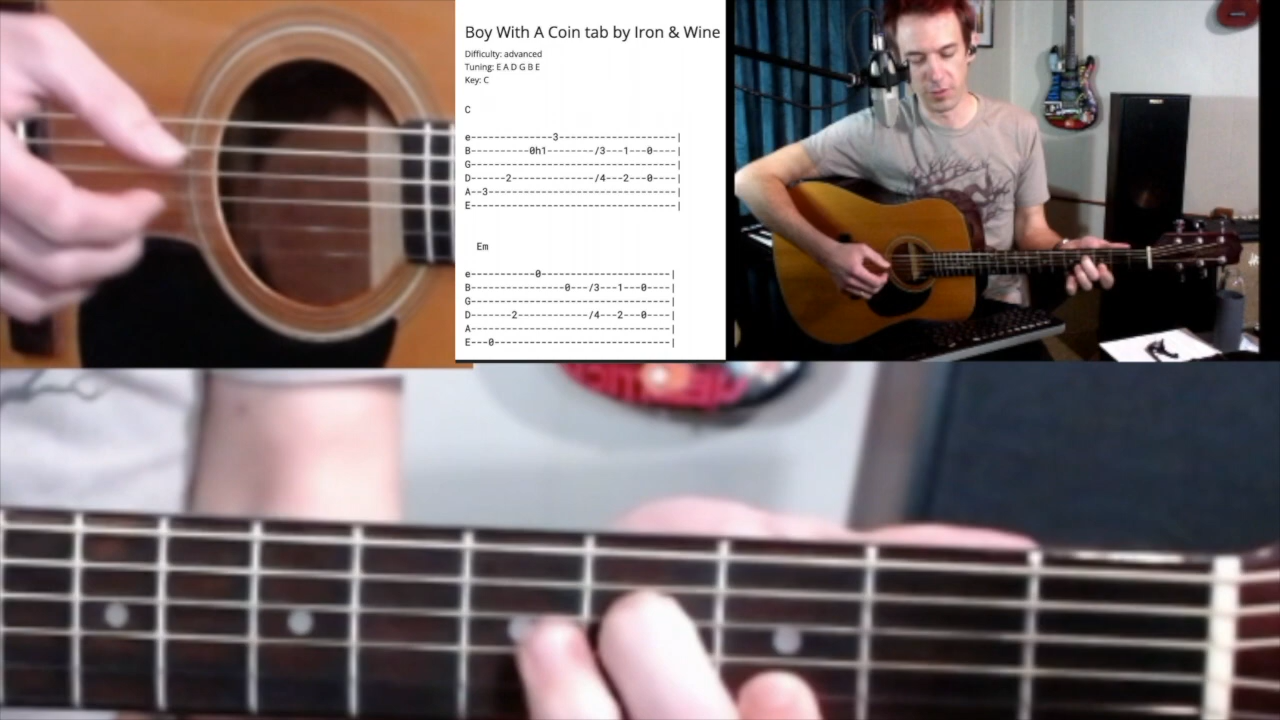 Boy With A Coin tab by Iron & Wine
Difficulty: advanced
Tuning: E A D G B E
Key: C
C
e--------------3--------------------|
B----------0h1--------/3---1---0----|
G-----------------------------------|
D------2--------------/4---2---0----|
A--3--------------------------------|
E-----------------------------------|
Em
e-----------0----------------------|
B----------------0---/3---1---0----|
G----------------------------------|
D-------2------------/4---2---0----|
A----------------------------------|
E---0------------------------------|